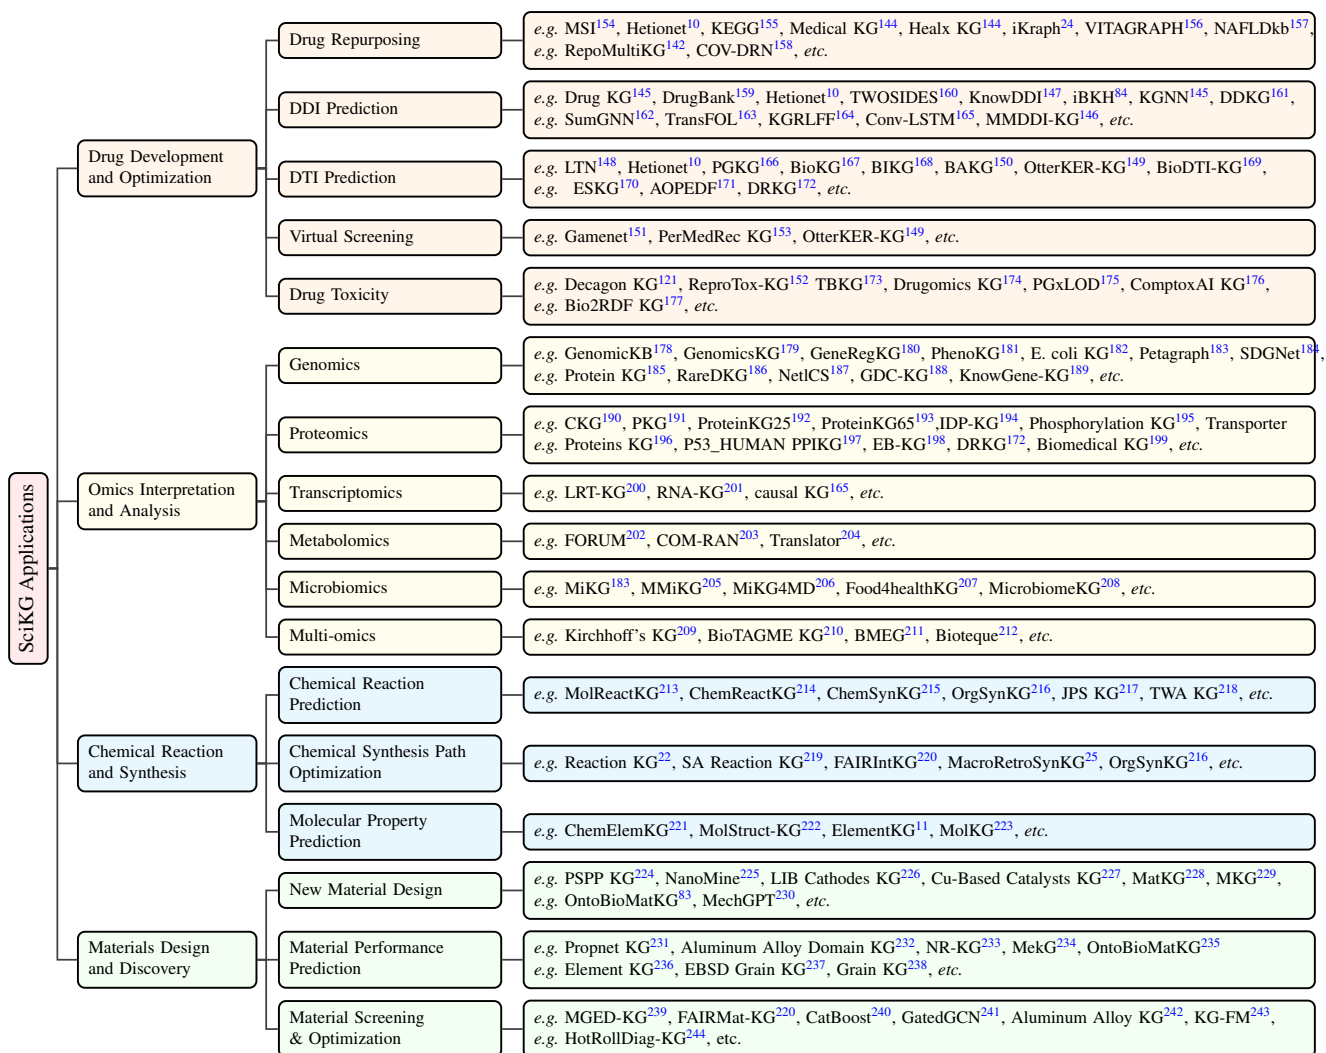 SciKG Applications
Drug Development
and Optimization
Drug Repurposing
e.g. MSI154, Hetionet10, KEGG155, Medical KG144, Healx KG144, iKraph24, VITAGRAPH156, NAFLDkb157,
e.g. RepoMultiKG142, COV-DRN158, etc.
DDI Prediction
e.g. Drug KG145, DrugBank159, Hetionet10, TWOSIDES160, KnowDDI147, iBKH84, KGNN145, DDKG161,
e.g. SumGNN162, TransFOL163, KGRLFF164, Conv-LSTM165, MMDDI-KG146, etc.
DTI Prediction
e.g. LTN148, Hetionet10, PGKG166, BioKG167, BIKG168, BAKG150, OtterKER-KG149, BioDTI-KG169,
e.g. ESKG170, AOPEDF171, DRKG172, etc.
Virtual Screening
e.g. Gamenet151, PerMedRec KG153, OtterKER-KG149, etc.
Drug Toxicity
e.g. Decagon KG121, ReproTox-KG152 TBKG173, Drugomics KG174, PGxLOD175, ComptoxAI KG176,
e.g. Bio2RDF KG177, etc.
Omics Interpretation
and Analysis
Genomics
e.g. GenomicKB178, GenomicsKG179, GeneRegKG180, PhenoKG181, E. coli KG182, Petagraph183, SDGNet184,
e.g. Protein KG185, RareDKG186, NetlCS187, GDC-KG188, KnowGene-KG189, etc.
Proteomics
e.g. CKG190, PKG191, ProteinKG25192, ProteinKG65193,IDP-KG194, Phosphorylation KG195, Transporter
e.g. Proteins KG196, P53_HUMAN PPIKG197, EB-KG198, DRKG172, Biomedical KG199, etc.
Transcriptomics
e.g. LRT-KG200, RNA-KG201, causal KG165, etc.
Metabolomics
e.g. FORUM202, COM-RAN203, Translator204, etc.
Microbiomics
e.g. MiKG183, MMiKG205, MiKG4MD206, Food4healthKG207, MicrobiomeKG208, etc.
Multi-omics
e.g. Kirchhoff's KG209, BioTAGME KG210, BMEG211, Bioteque212, etc.
Chemical Reaction
and Synthesis
Chemical Reaction
Prediction
e.g. MolReactKG213, ChemReactKG214, ChemSynKG215, OrgSynKG216, JPS KG217, TWA KG218, etc.
Chemical Synthesis Path
Optimization
e.g. Reaction KG22, SA Reaction KG219, FAIRIntKG220, MacroRetroSynKG25, OrgSynKG216, etc.
Molecular Property
Prediction
e.g. ChemElemKG221, MolStruct-KG222, ElementKG11, MolKG223, etc.
Materials Design
and Discovery
New Material Design
e.g. PSPP KG224, NanoMine225, LIB Cathodes KG226, Cu-Based Catalysts KG227, MatKG228, MKG229,
e.g. OntoBioMatKG83, MechGPT230, etc.
Material Performance
Prediction
e.g. Propnet KG231, Aluminum Alloy Domain KG232, NR-KG233, MekG234, OntoBioMatKG235
e.g. Element KG236, EBSD Grain KG237, Grain KG238, etc.
Material Screening
& Optimization
e.g. MGED-KG239, FAIRMat-KG220, CatBoost240, GatedGCN241, Aluminum Alloy KG242, KG-FM243,
e.g. HotRollDiag-KG244, etc.